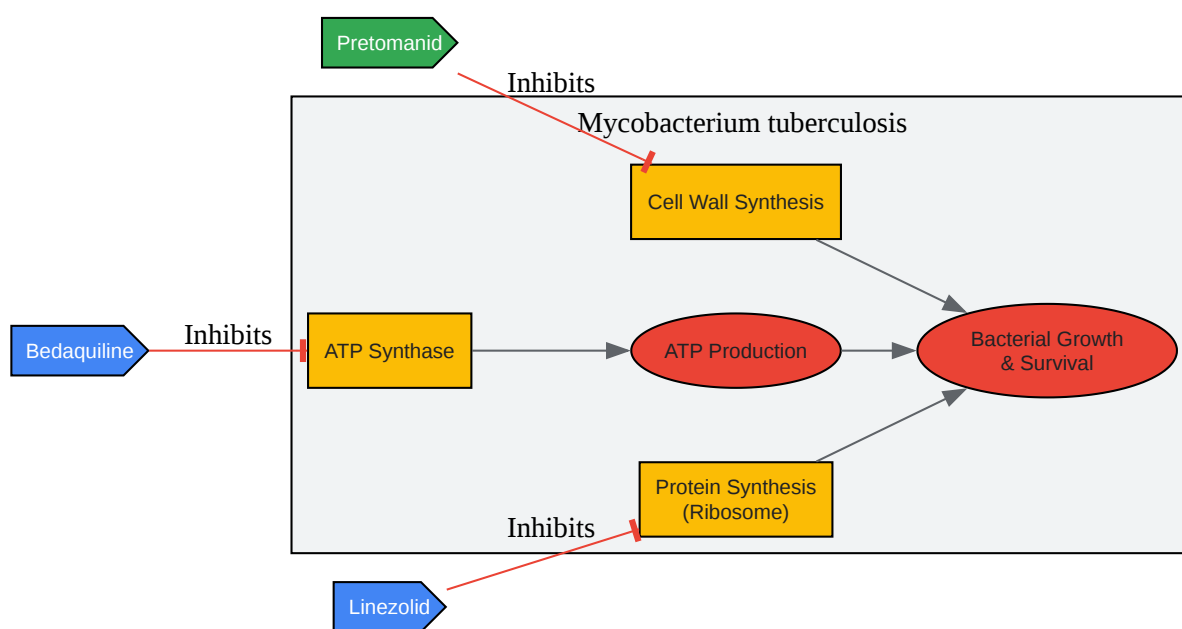 Pretomanid
Inhibits
Mycobacterium tuberculosis
Cell Wall Synthesis
Bedaquiline
Inhibits
ATP Synthase
ATP Production
Bacterial Growth
& Survival
Protein Synthesis
(Ribosome)
Inhibits
Linezolid